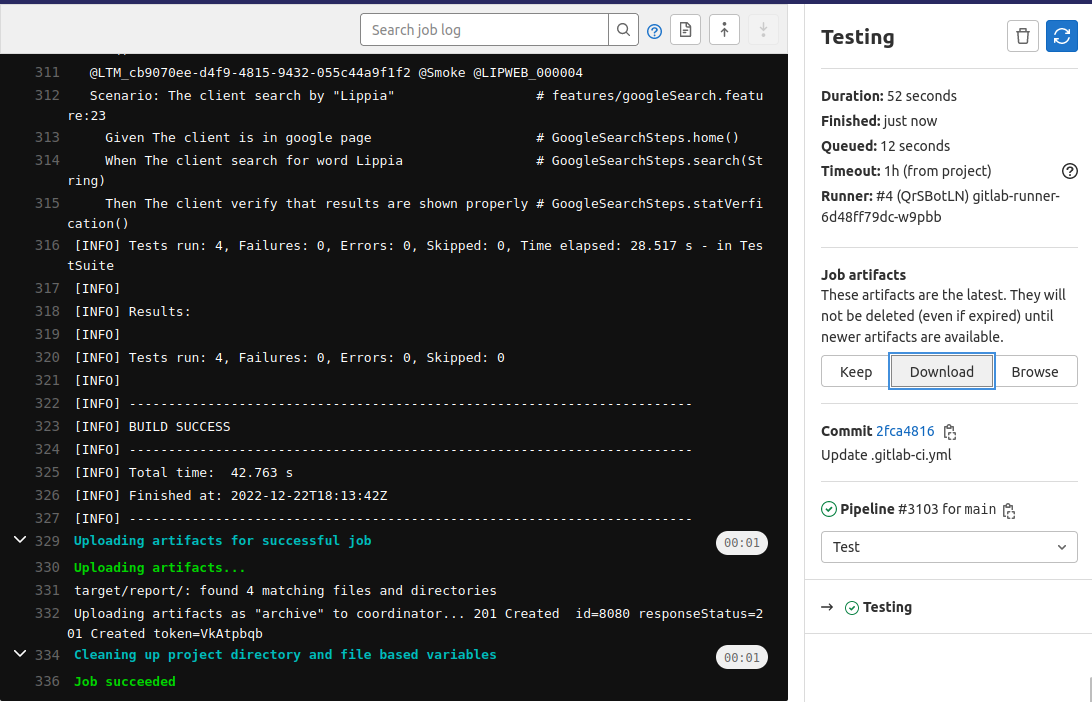 Search job log
311 @LTM_cb9070ee-d4f9-4815-9432-055c44a9f1f2 @Smoke @LIPWEB_000004
312 Scenario: The client search by "Lippia" # features/googleSearch.featu
re:23
313 Given The client is in google page # GoogleSearchSteps.home()
314 When The client search for word Lippia # GoogleSearchSteps.search(St
ring)
315 Then The client verify that results are shown properly # GoogleSearchSteps.statVerfi
cation()
316 [INFO] Tests run: 4, Failures: 0, Errors: 0, Skipped: 0, Time elapsed: 28.517 s - in Tes
tSuite
317 [INFO]
318 [INFO] Results:
319 [INFO]
320 [INFO] Tests run: 4, Failures: 0, Errors: 0, Skipped: 0
321 [INFO]
322 [INFO] ------------------------------------------------------------------------
323 [INFO] BUILD SUCCESS
324 [INFO] ------------------------------------------------------------------------
325 [INFO] Total time:  42.763 s
326 [INFO] Finished at: 2022-12-22T18:13:42Z
327 [INFO] ------------------------------------------------------------------------
329 Uploading artifacts for successful job 00:01
330 Uploading artifacts...
331 target/report/: found 4 matching files and directories
332 Uploading artifacts as "archive" to coordinator... 201 Created  id=8080 responseStatus=2
01 Created token=VkAtpbqb
334 Cleaning up project directory and file based variables 00:01
336 Job succeeded
Testing
Duration: 52 seconds
Finished: just now
Queued: 12 seconds
Timeout: 1h (from project)
Runner: #4 (QrSBotLN) gitlab-runner-
6d48ff79dc-w9pbb
Job artifacts
These artifacts are the latest. They will
not be deleted (even if expired) until
newer artifacts are available.
Keep Download Browse
Commit 2fca4816
Update .gitlab-ci.yml
Pipeline #3103 for main
Test
→ Testing